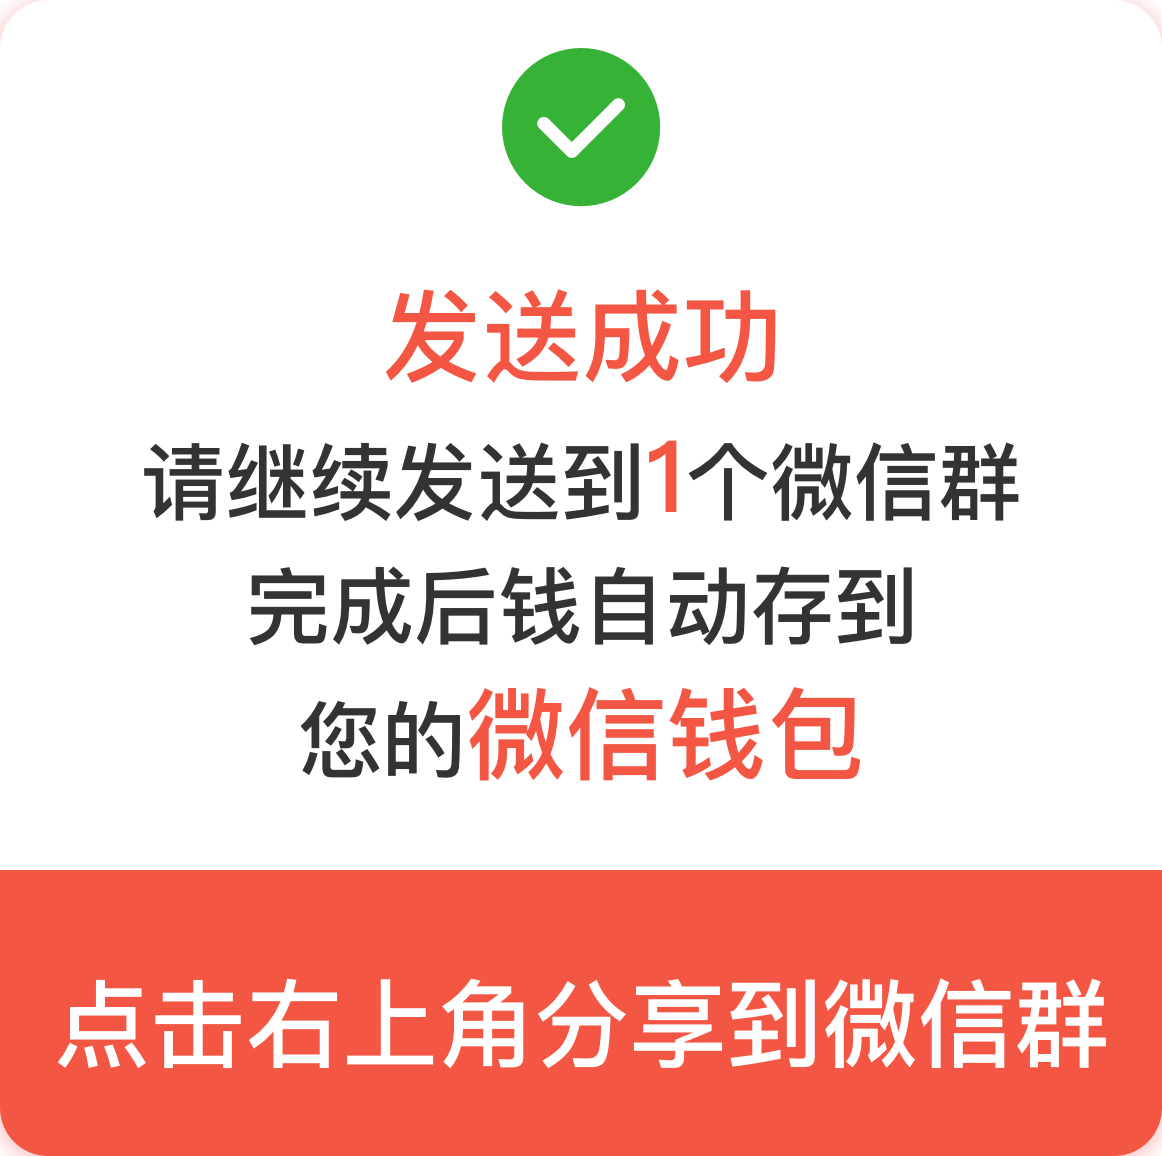 发送成功
请继续发送到1个微信群
完成后钱自动存到
您的微信钱包
点击右上角分享到微信群